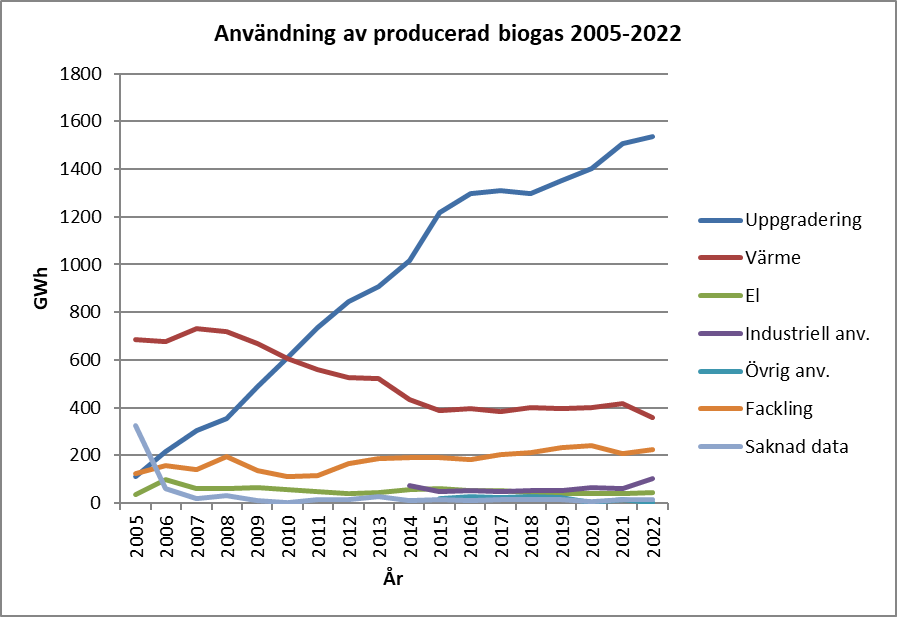 Användning av producerad biogas 2005-2022
1800
1600
1400
1200
1000
800
600
400
200
0
GWh
2005
2006
2007
2008
2009
2010
2011
2012
2013
2014
2015
2016
2017
2018
2019
2020
2021
2022
År
Uppgradering
Värme
El
Industriell anv.
Övrig anv.
Fackling
Saknad data